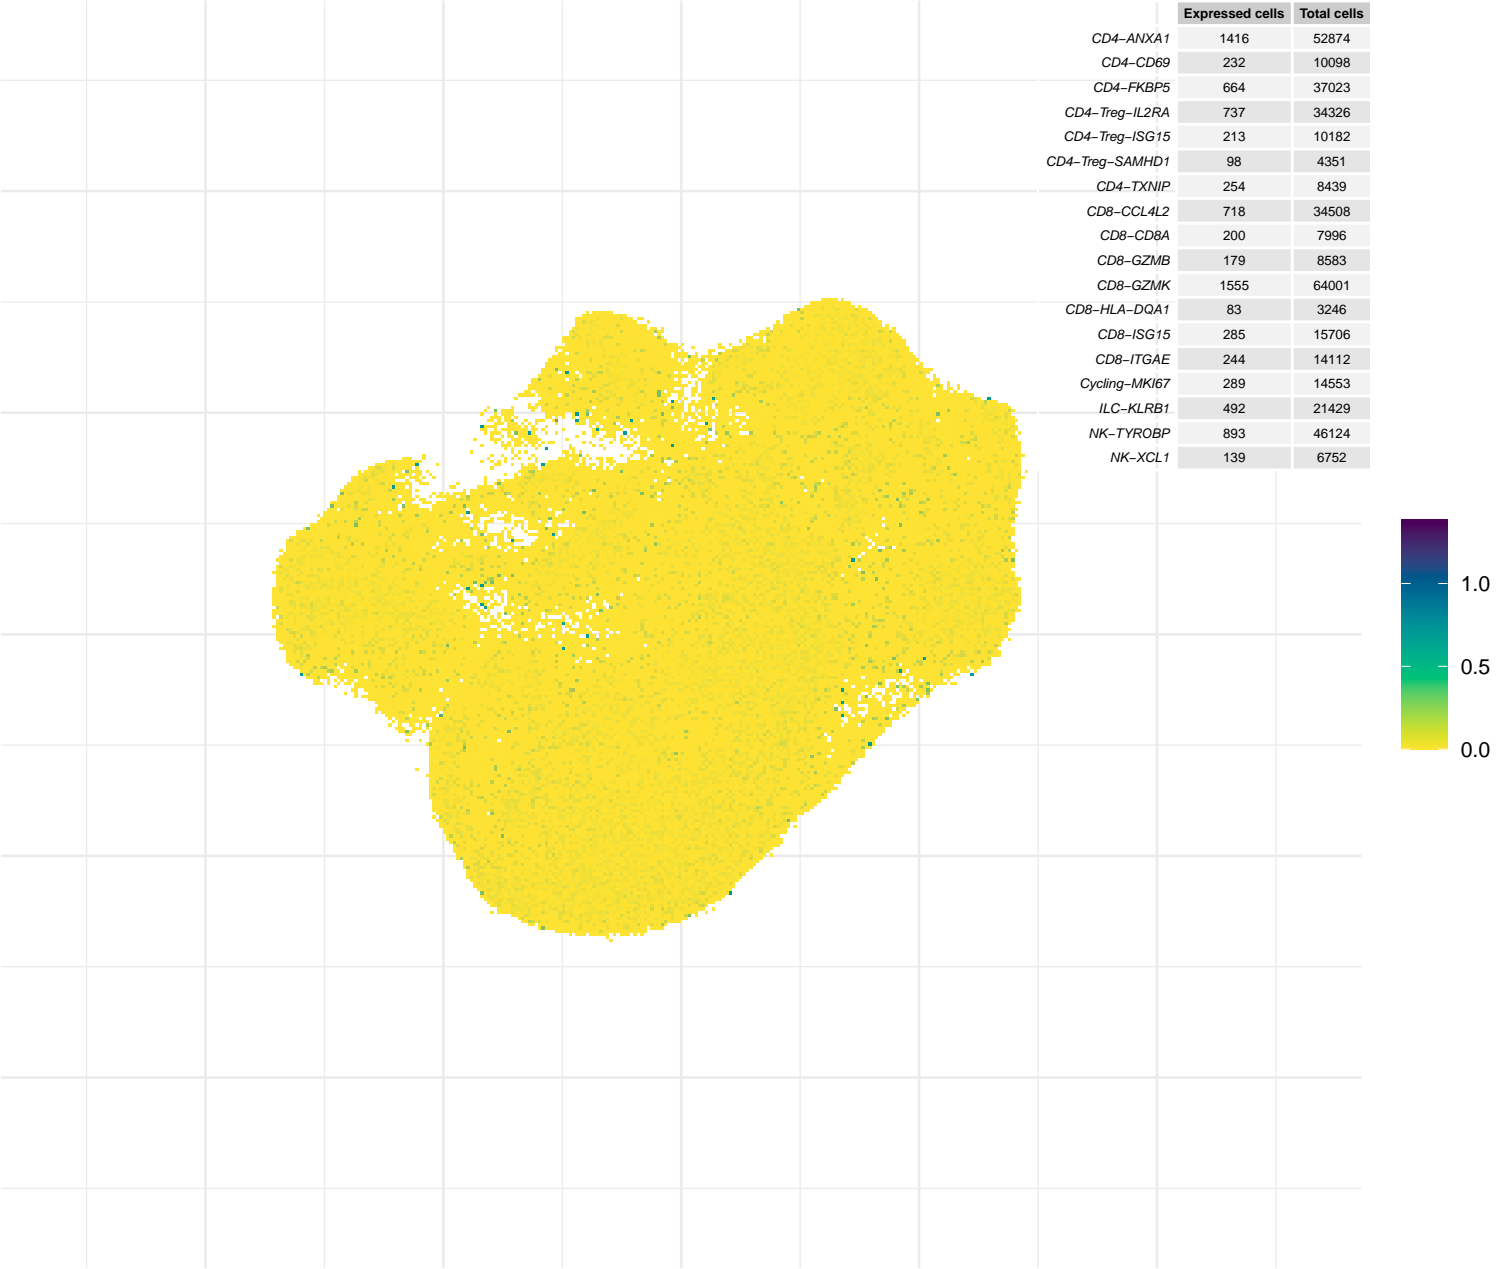 Expressed cells Total cells
CD4−ANXA1 1416 52874
CD4−CD69 232 10098
CD4−FKBP5 664 37023
CD4−Treg−IL2RA 737 34326
CD4−Treg−ISG15 213 10182
CD4−Treg−SAMHD1 98 4351
CD4−TXNIP 254 8439
CD8−CCL4L2 718 34508
CD8−CD8A 200 7996
CD8−GZMB 179 8583
CD8−GZMK 1555 64001
CD8−HLA−DQA1 83 3246
CD8−ISG15 285 15706
CD8−ITGAE 244 14112
Cycling−MKI67 289 14553
ILC−KLRB1 492 21429
NK−TYROBP 893 46124
NK−XCL1 139 6752
1.0
0.5
0.0